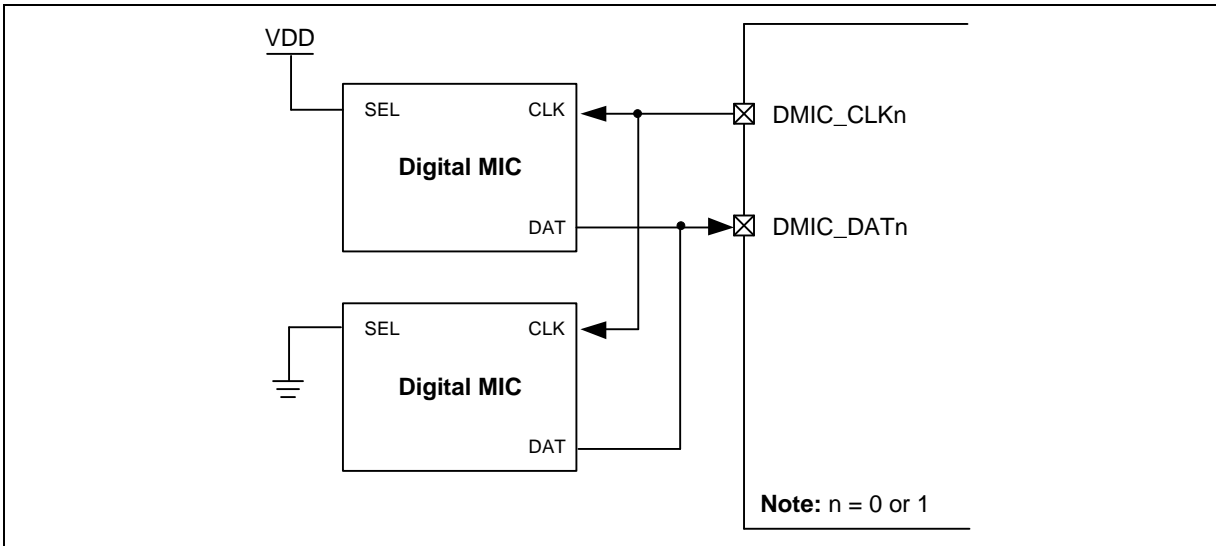 VDD
SEL CLK
Digital MIC
DAT
DMIC_CLKn
DMIC_DATn
SEL CLK
Digital MIC
DAT
Note: n = 0 or 1